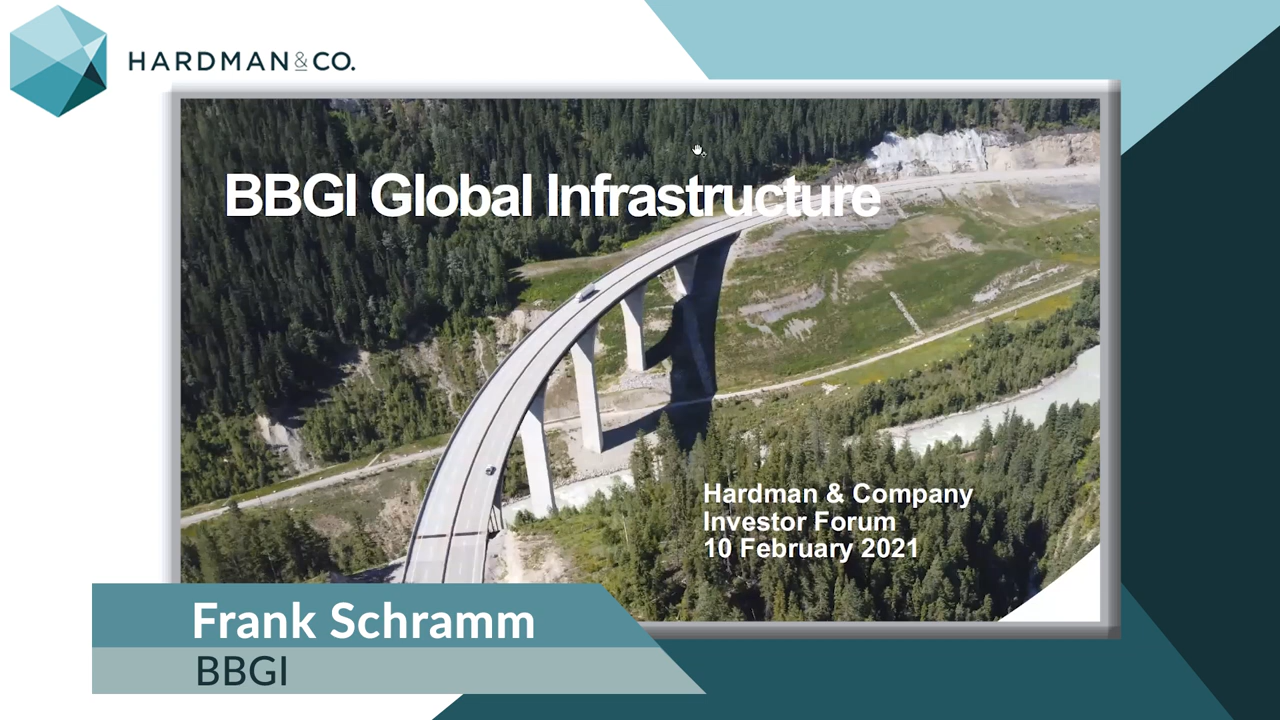 HARDMAN&CO.
BBGI Global Infrastructure
Hardman & Company
Investor Forum
10 February 2021
Frank Schramm
BBGI